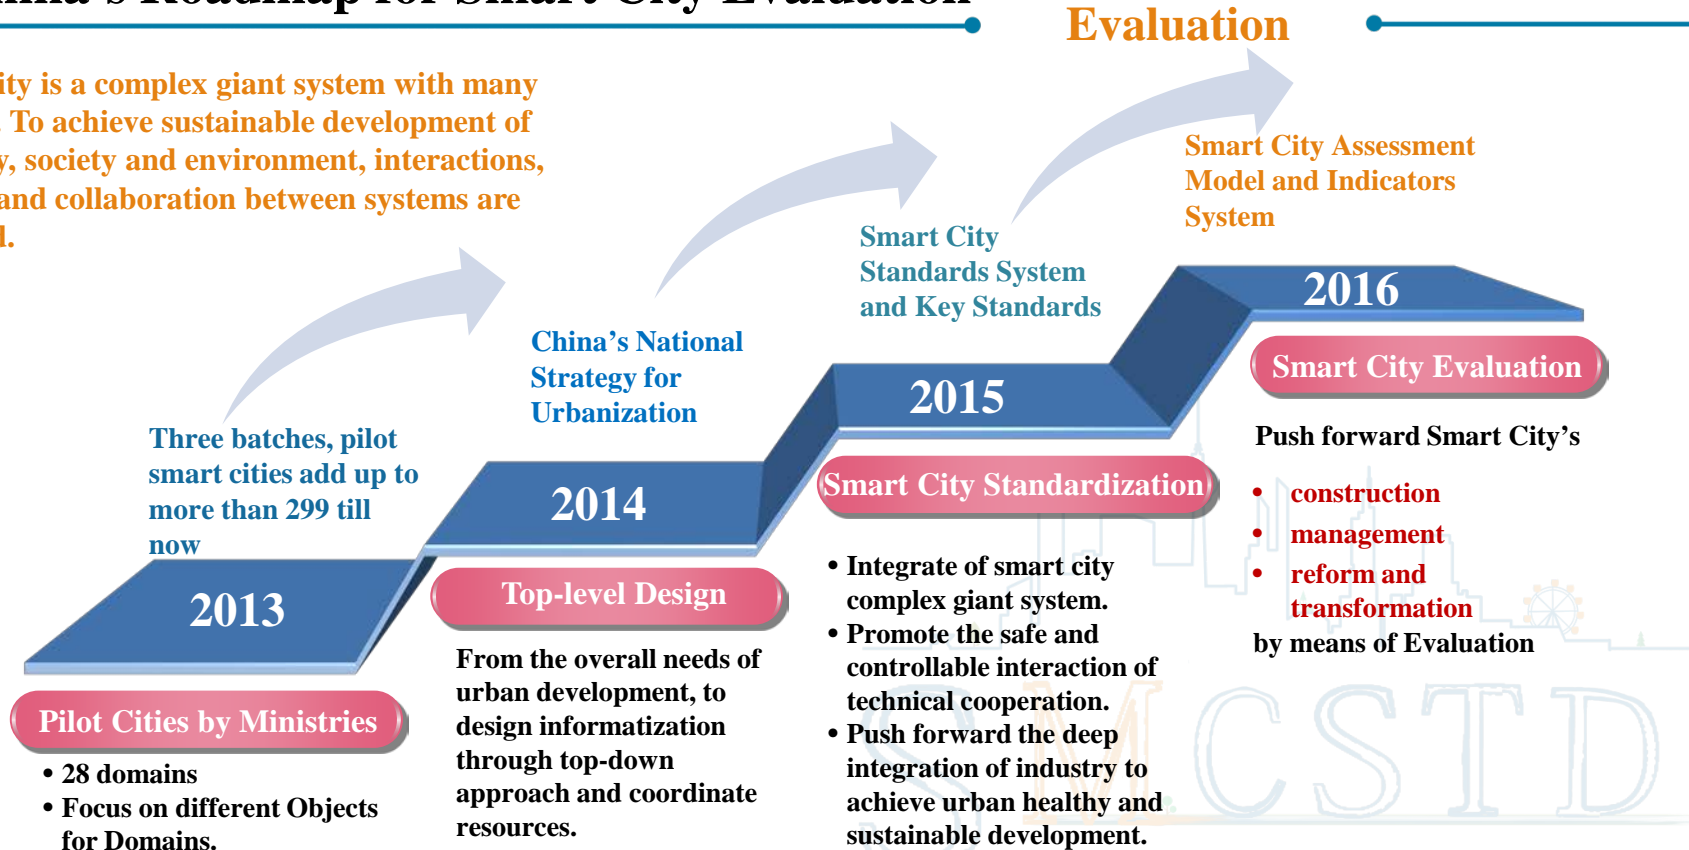 hina's Roadmap for Smart City Evaluation
Evaluation
ity is a complex giant system with many
. To achieve sustainable development of
y, society and environment, interactions,
and collaboration between systems are
d.
Three batches, pilot
smart cities add up to
more than 299 till
now
2013
Pilot Cities by Ministries
• 28 domains
• Focus on different Objects
for Domains.
China's National
Strategy for
Urbanization
2014
Top-level Design
From the overall needs of
urban development, to
design informatization
through top-down
approach and coordinate
resources.
Smart City
Standards System
and Key Standards
2015
Smart City Standardization
• Integrate of smart city
complex giant system.
• Promote the safe and
controllable interaction of
technical cooperation.
• Push forward the deep
integration of industry to
achieve urban healthy and
sustainable development.
Smart City Assessment
Model and Indicators
System
2016
Smart City Evaluation
Push forward Smart City's
• construction
• management
• reform and
transformation
by means of Evaluation
SMCSTD